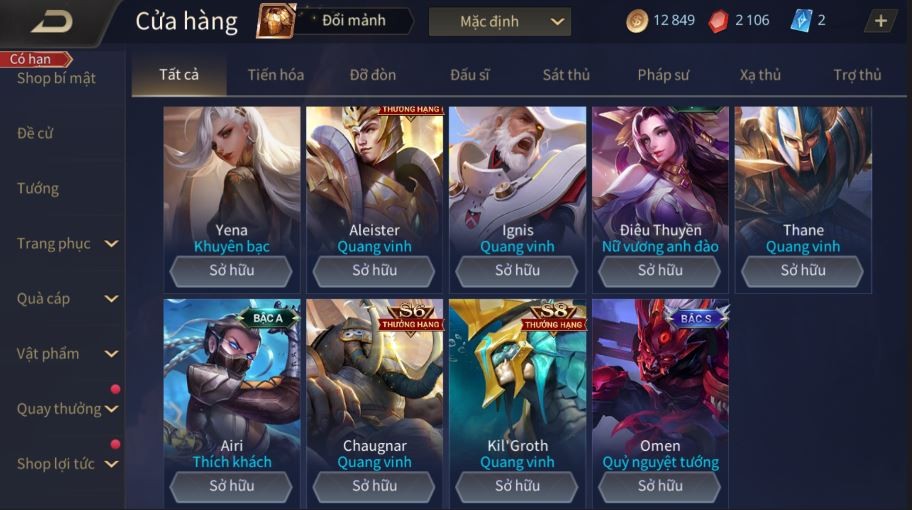 Cửa hàng
Đổi mảnh
Mặc định
12 849
2 106
2
Có hạn
Shop bí mật
Đề cử
Tướng
Trang phục
Quà cáp
Vật phẩm
Quay thưởng
Shop lợi tức
Tất cả
Tiến hóa
Đỡ đòn
Đấu sĩ
Sát thủ
Pháp sư
Xạ thủ
Trợ thủ
Yena
Khuyên bạc
Sở hữu
THƯỞNG HẠNG
Aleister
Quang vinh
Sở hữu
Ignis
Quang vinh
Sở hữu
Điêu Thuyền
Nữ vương anh đào
Sở hữu
Thane
Quang vinh
Sở hữu
BẬC A
Airi
Thích khách
Sở hữu
S6
THƯỞNG HẠNG
Chaugnar
Quang vinh
Sở hữu
S8
THƯỞNG HẠNG
Kil'Groth
Quang vinh
Sở hữu
BẬC S
Omen
Quỷ nguyệt tướng
Sở hữu